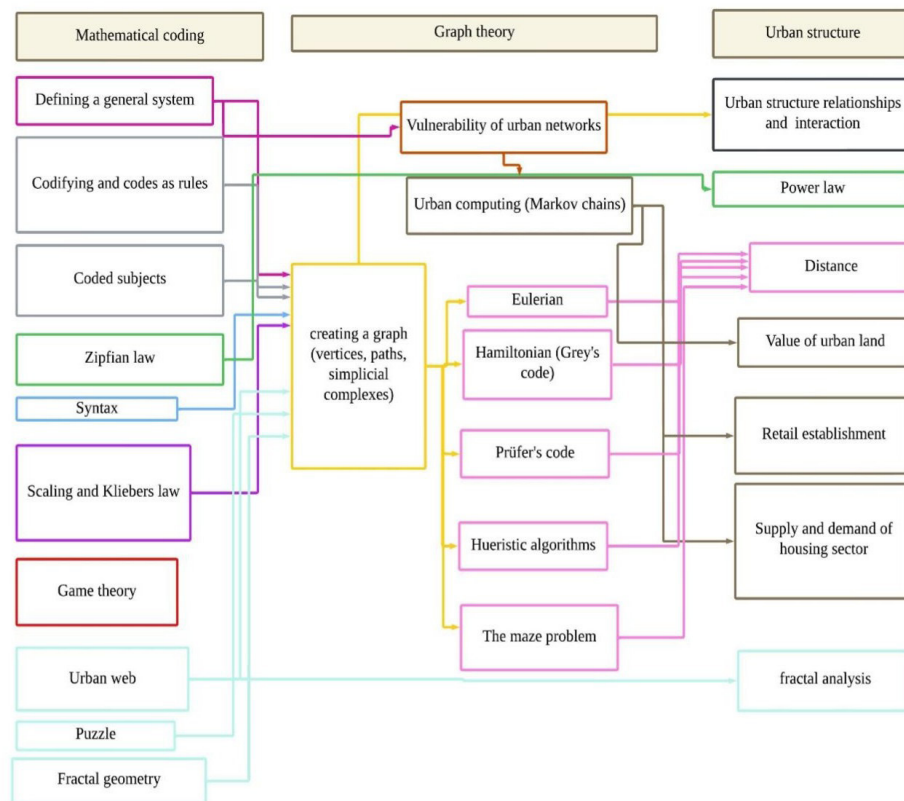 Mathematical coding
Graph theory
Urban structure
Defining a general system
Codifying and codes as rules
Coded subjects
Zipfian law
Syntax
Scaling and Kliebers law
Game theory
Urban web
Puzzle
Fractal geometry
creating a graph
(vertices, paths,
simplicial
complexes)
Vulnerability of urban networks
Urban computing (Markov chains)
Eulerian
Hamiltonian (Grey's
code)
Prüfer's code
Hueristic algorithms
The maze problem
Urban structure relationships
and interaction
Power law
Distance
Value of urban land
Retail establishment
Supply and demand of
housing sector
fractal analysis